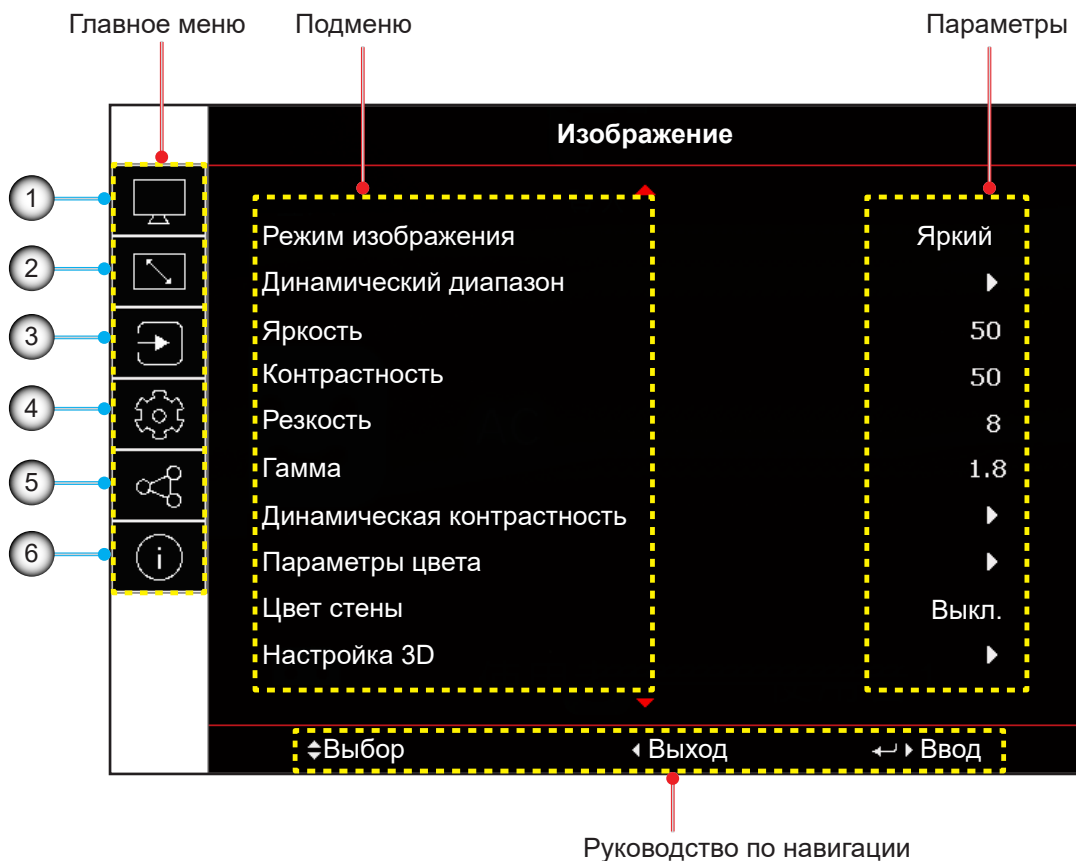 Главное меню Подменю Параметры
Изображение
1
2
3
4
5
6
Режим изображения Яркий
Динамический диапазон
Яркость 50
Контрастность 50
Резкость 8
Гамма 1.8
Динамическая контрастность
Параметры цвета
Цвет стены Выкл.
Настройка 3D
Выбор Выход Ввод
Руководство по навигации